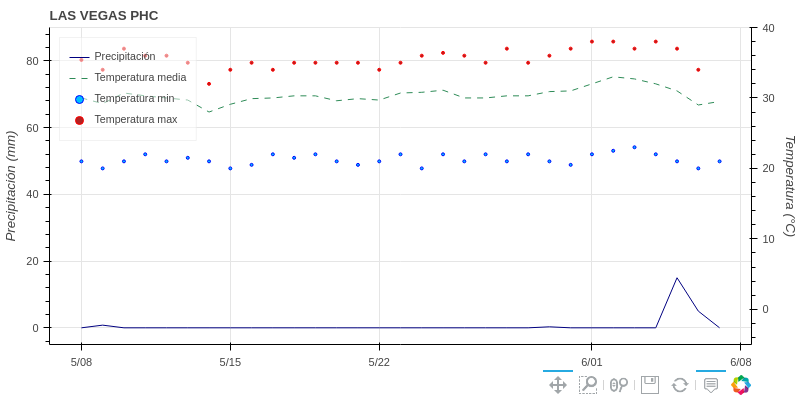 LAS VEGAS PHC
Precipitación
Temperatura media
Temperatura min
Temperatura max
Precipitación (mm)
80
60
40
20
0
Temperatura (°C)
40
30
20
10
0
5/08
5/15
5/22
6/01
6/08